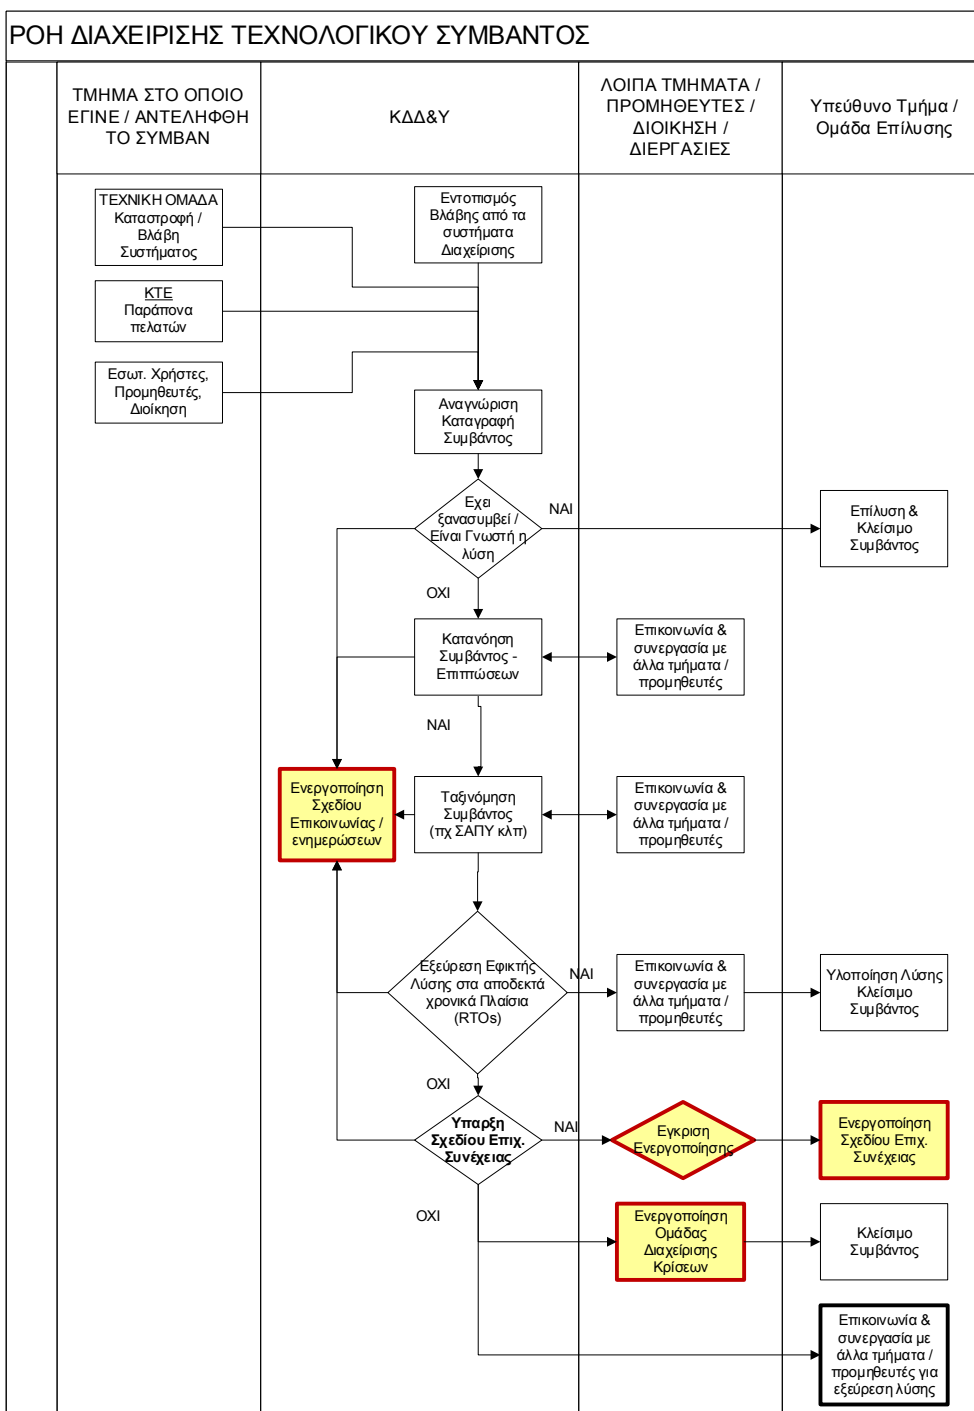 ΡΟΗ ΔΙΑΧΕΙΡΙΣΗΣ ΤΕΧΝΟΛΟΓΙΚΟΥ ΣΥΜΒΑΝΤΟΣ
ΤΜΗΜΑ ΣΤΟ ΟΠΟΙΟ
ΕΓΙΝΕ / ΑΝΤΕΛΗΦΘΗ
ΤΟ ΣΥΜΒΑΝ
ΚΔΔ&Υ
ΛΟΙΠΑ ΤΜΗΜΑΤΑ /
ΠΡΟΜΗΘΕΥΤΕΣ /
ΔΙΟΙΚΗΣΗ /
ΔΙΕΡΓΑΣΙΕΣ
Υπεύθυνο Τμήμα /
Ομάδα Επίλυσης
ΤΕΧΝΙΚΗ ΟΜΑΔΑ
Καταστροφή /
Βλάβη
Συστήματος
Εντοπισμός
Βλάβης από τα
συστήματα
Διαχείρισης
ΚΤΕ
Παράπονα
πελατών
Εσωτ. Χρήστες,
Προμηθευτές,
Διοίκηση
Αναγνώριση
Καταγραφή
Συμβάντος
Εχει
ξανασυμβεί /
Είναι Γνωστή η
λύση
ΝΑΙ
Επίλυση &
Κλείσιμο
Συμβάντος
ΟΧΙ
Κατανόηση
Συμβάντος -
Επιπτώσεων
Επικοινωνία &
συνεργασία με
άλλα τμήματα /
προμηθευτές
ΝΑΙ
Ενεργοποίηση
Σχεδίου
Επικοινωνίας /
ενημερώσεων
Ταξινόμηση
Συμβάντος
(πχ ΣΑΠΥ κλπ)
Επικοινωνία &
συνεργασία με
άλλα τμήματα /
προμηθευτές
Εξεύρεση Εφικτής
Λύσης στα αποδεκτά
χρονικά Πλαίσια
(RTOs)
ΝΑΙ
Επικοινωνία &
συνεργασία με
άλλα τμήματα /
προμηθευτές
Υλοποίηση Λύσης
Κλείσιμο
Συμβάντος
ΟΧΙ
Υπαρξη
Σχεδίου Επιχ.
Συνέχειας
ΝΑΙ
Εγκριση
Ενεργοποίησης
Ενεργοποίηση
Σχεδίου Επιχ.
Συνέχειας
ΟΧΙ
Ενεργοποίηση
Ομάδας
Διαχείρισης
Κρίσεων
Κλείσιμο
Συμβάντος
Επικοινωνία &
συνεργασία με
άλλα τμήματα /
προμηθευτές για
εξεύρεση λύσης